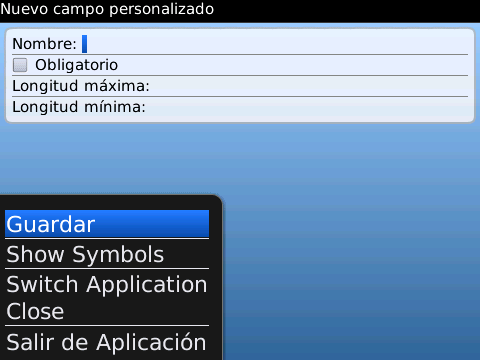 Nuevo campo personalizado
Nombre:
Obligatorio
Longitud máxima:
Longitud mínima:
Guardar
Show Symbols
Switch Application
Close
Salir de Aplicación